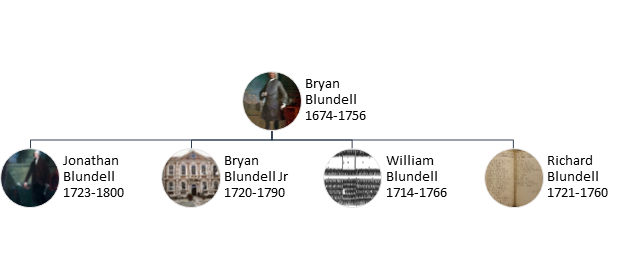 Bryan
Blundell
1674-1756
Jonathan
Blundell
1723-1800
Bryan
Blundell Jr
1720-1790
William
Blundell
1714-1766
Richard
Blundell
1721-1760